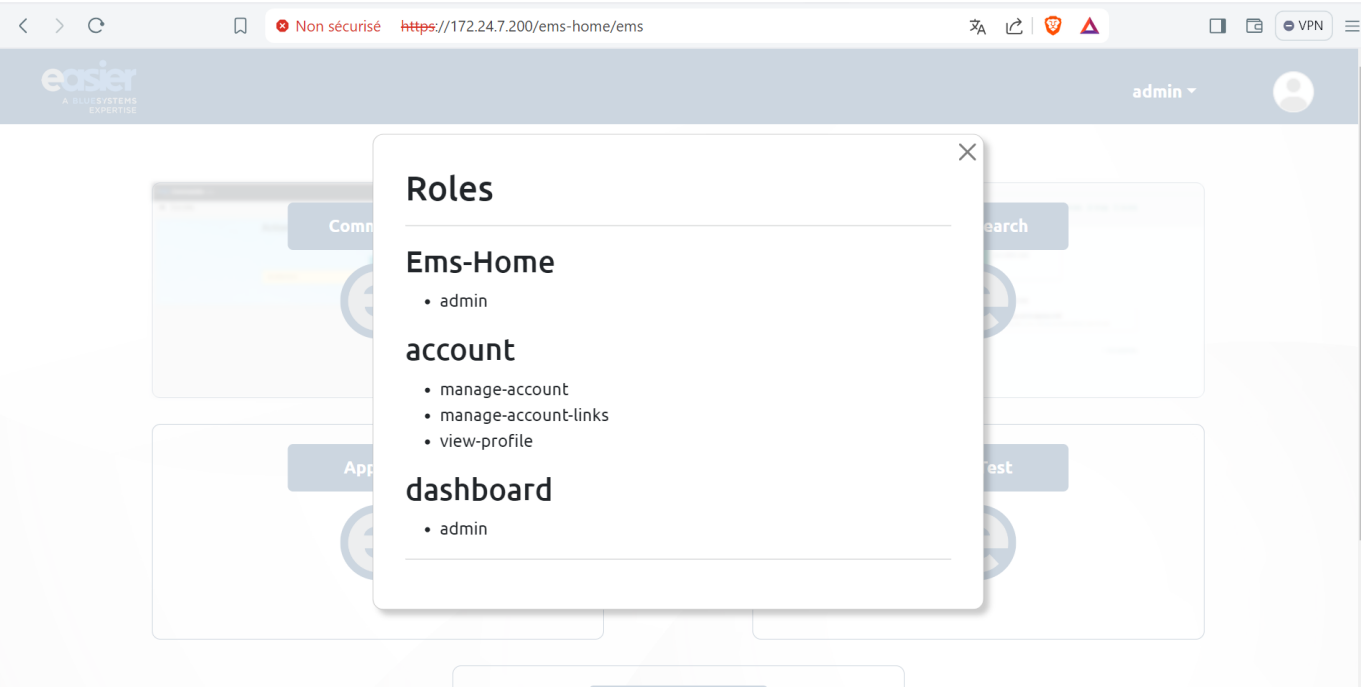 Non sécurisé https://172.24.7.200/ems-home/ems
VPN
easier
A BLUESYSTEMS
EXPERTISE
admin
Roles
Ems-Home
admin
account
manage-account
manage-account-links
view-profile
dashboard
admin
Comm
earch
App
Test